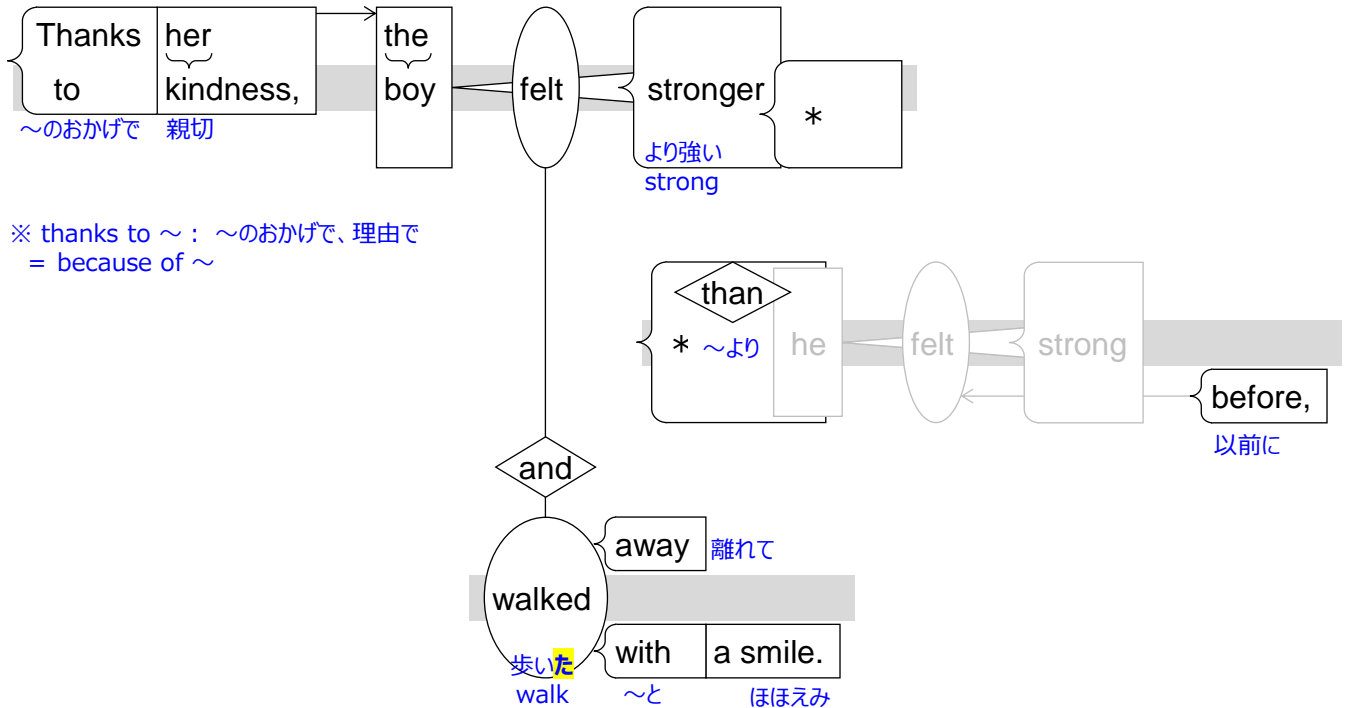 Thanks her the
to kindness, boy felt stronger *
～のおかげで 親切
より強い
strong
※ thanks to ～ : ～のおかげで、理由で
= because of ～
than
* ～より he felt strong
before,
以前に
and
away 離れて
walked
with a smile.
歩いた
walk ～と ほほえみ